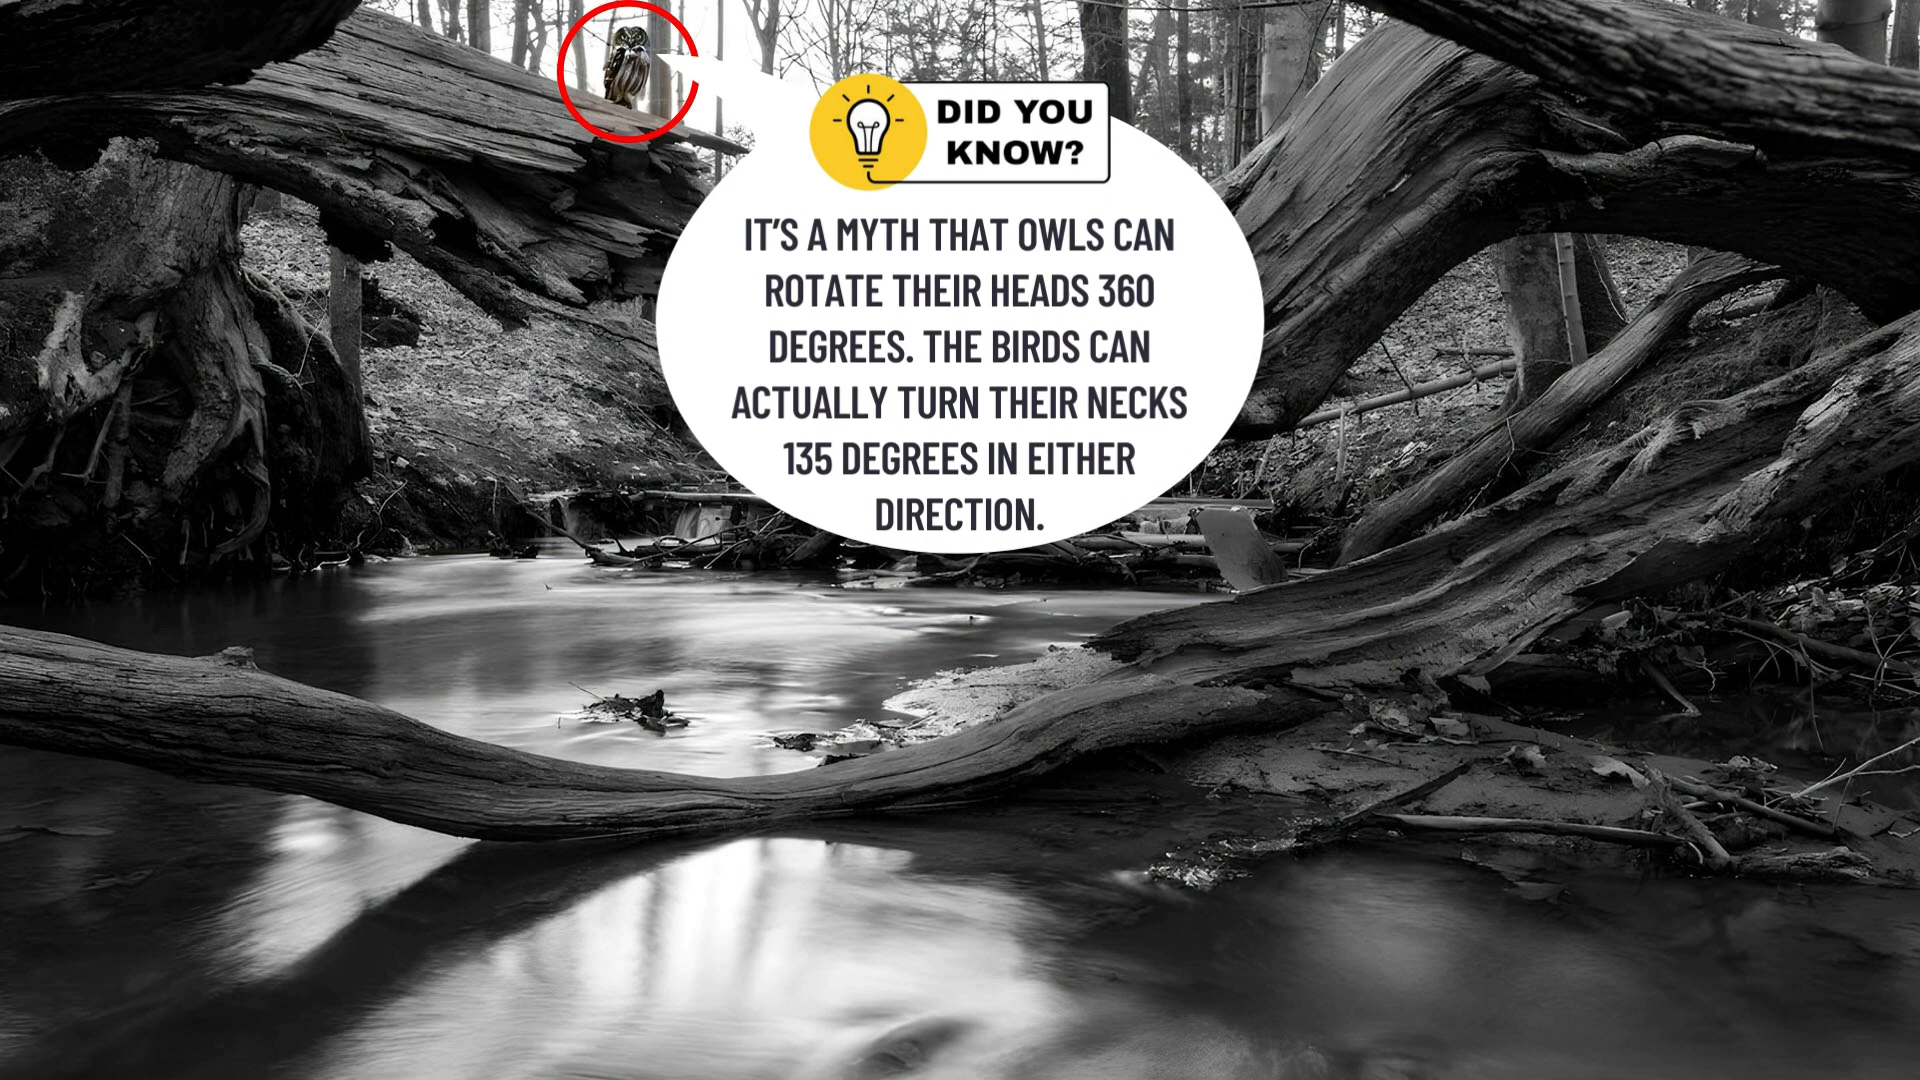 DID YOU
KNOW?
IT'S A MYTH THAT OWLS CAN
ROTATE THEIR HEADS 360
DEGREES. THE BIRDS CAN
ACTUALLY TURN THEIR NECKS
135 DEGREES IN EITHER
DIRECTION.